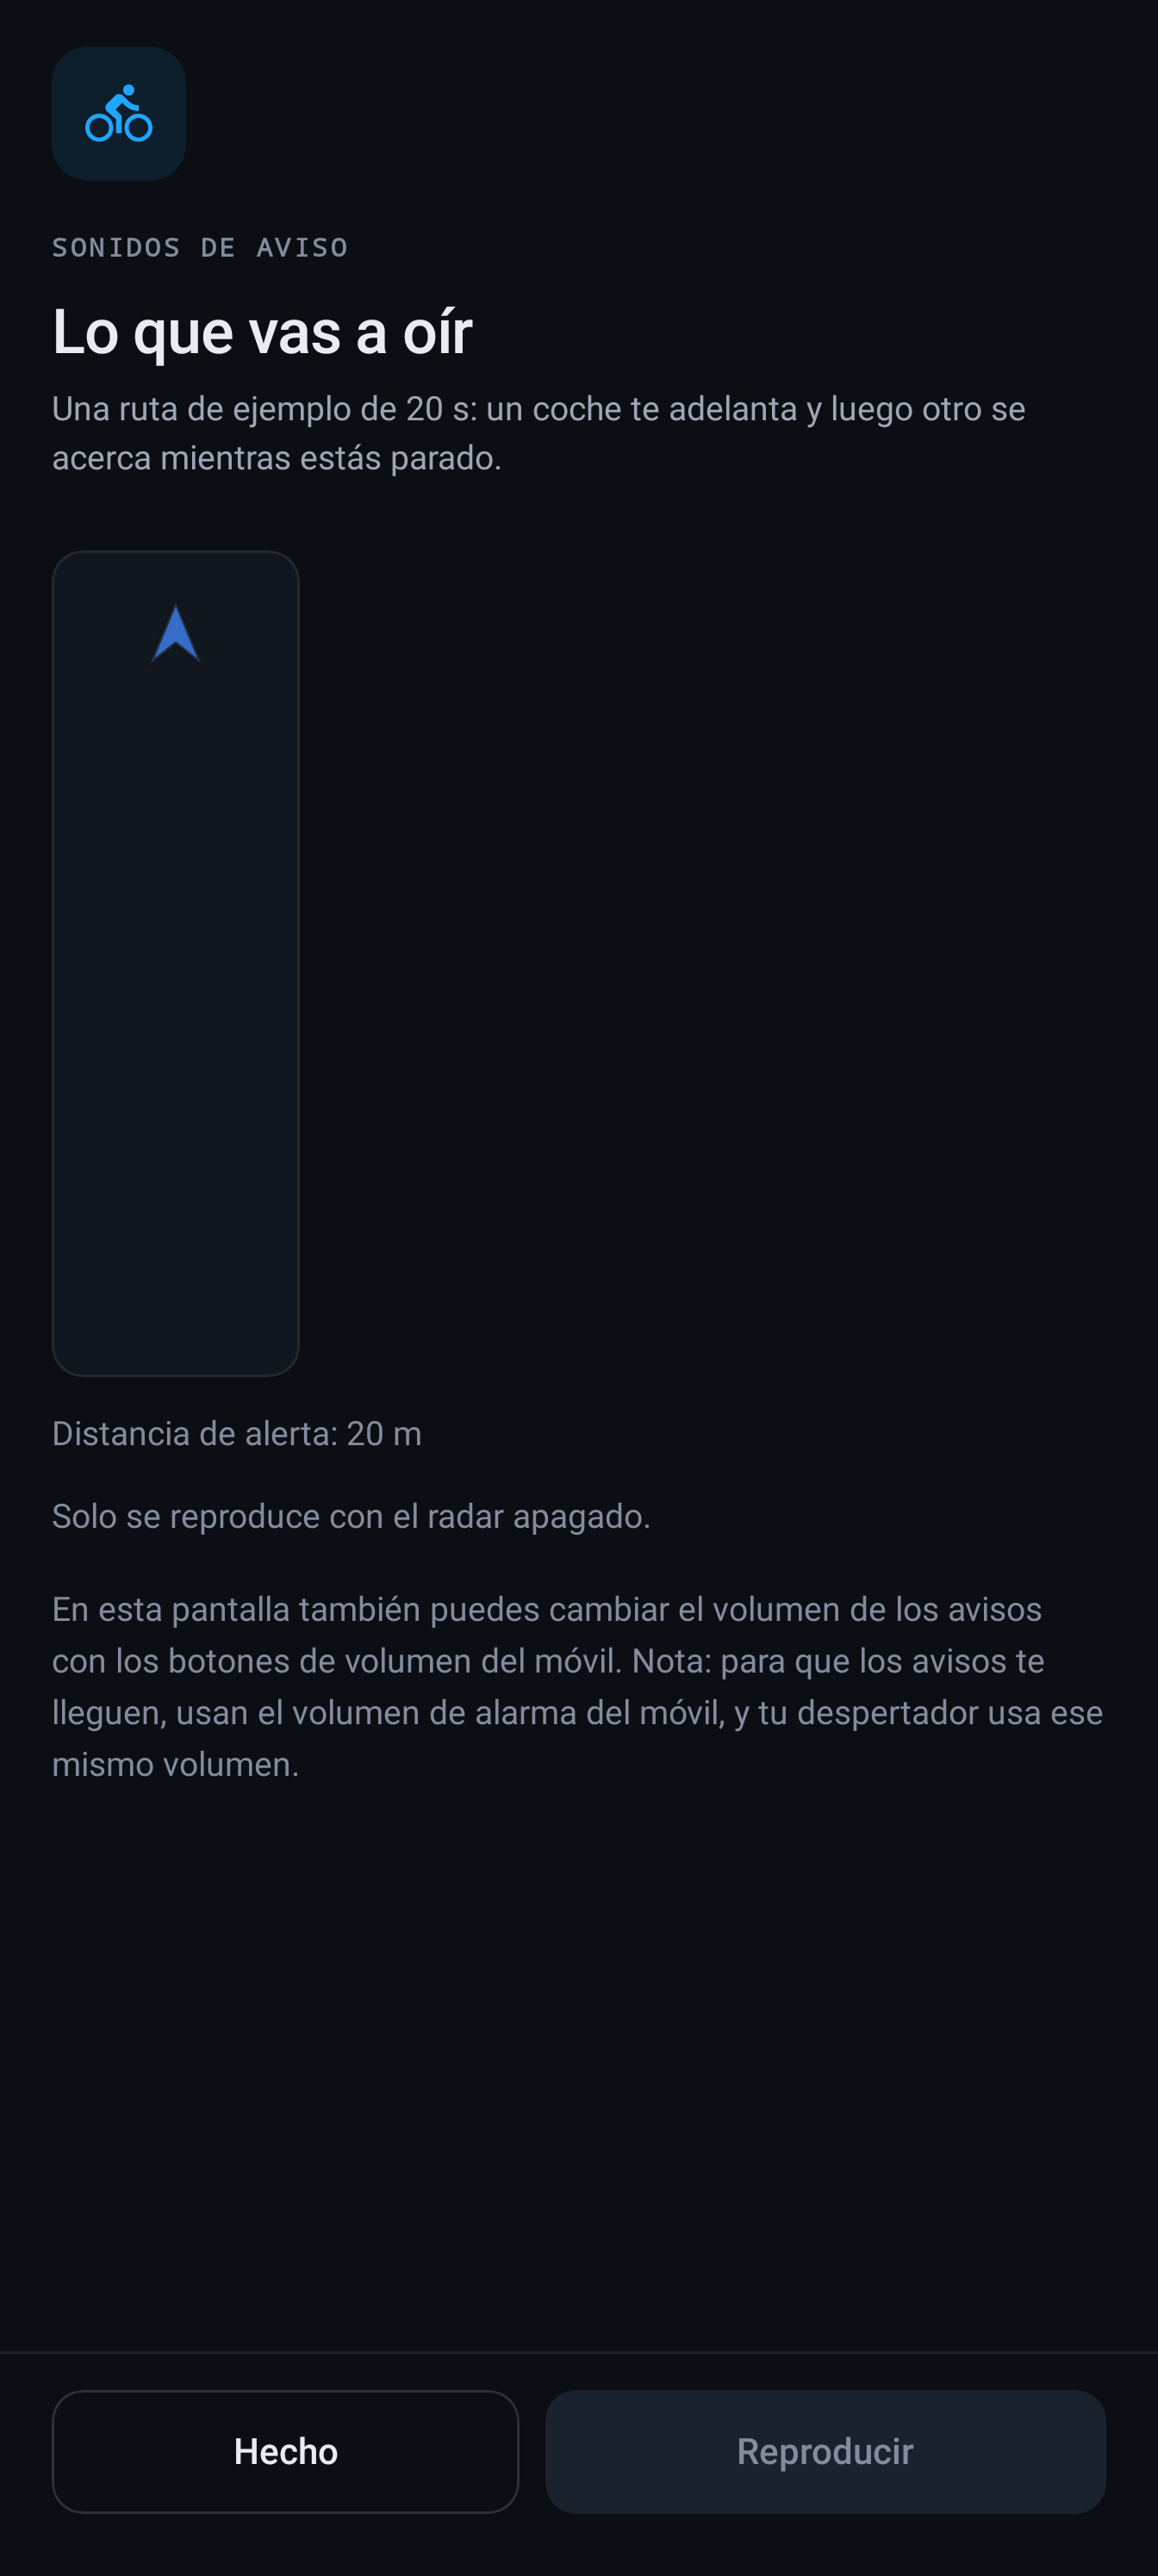 SONIDOS DE AVISO
Lo que vas a oír
Una ruta de ejemplo de 20 s: un coche te adelanta y luego otro se
acerca mientras estás parado.
Distancia de alerta: 20 m
Solo se reproduce con el radar apagado.
En esta pantalla también puedes cambiar el volumen de los avisos
con los botones de volumen del móvil. Nota: para que los avisos te
lleguen, usan el volumen de alarma del móvil, y tu despertador usa ese
mismo volumen.
Hecho
Reproducir